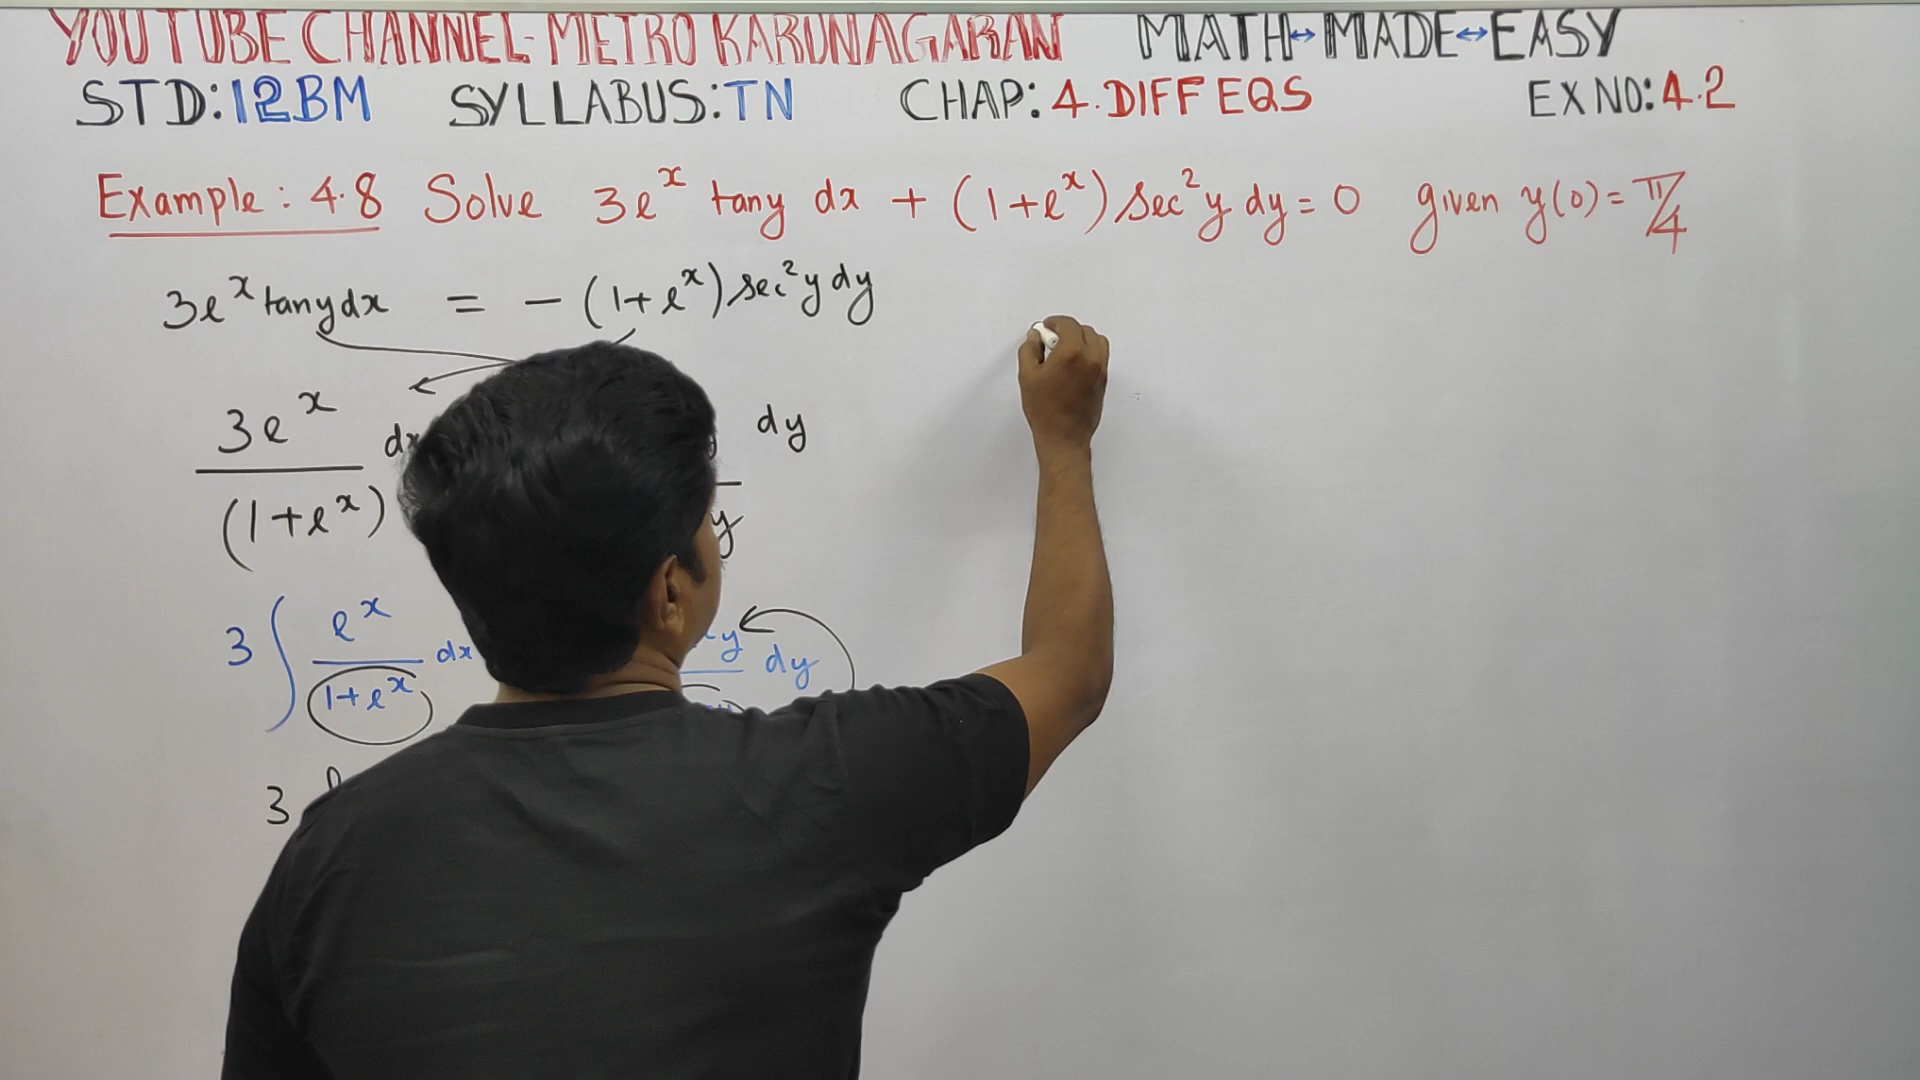 YOUTUBE CHANNEL-METRO KARUNAGARAN MATH↔MADE↔EASY
STD:12BM SYLLABUS:TN CHAP: 4.DIFF EQS EX NO: 4.2
Example: 4.8 Solve 3e^x tany dx + (1+e^x) sec²y dy = 0 given y(0) = π/4
3e^x tany dx = -(1+e^x) sec²y dy
3e^x dy
(1+e^x) y
3 ∫ e^x dx y dy
1+e^x
3